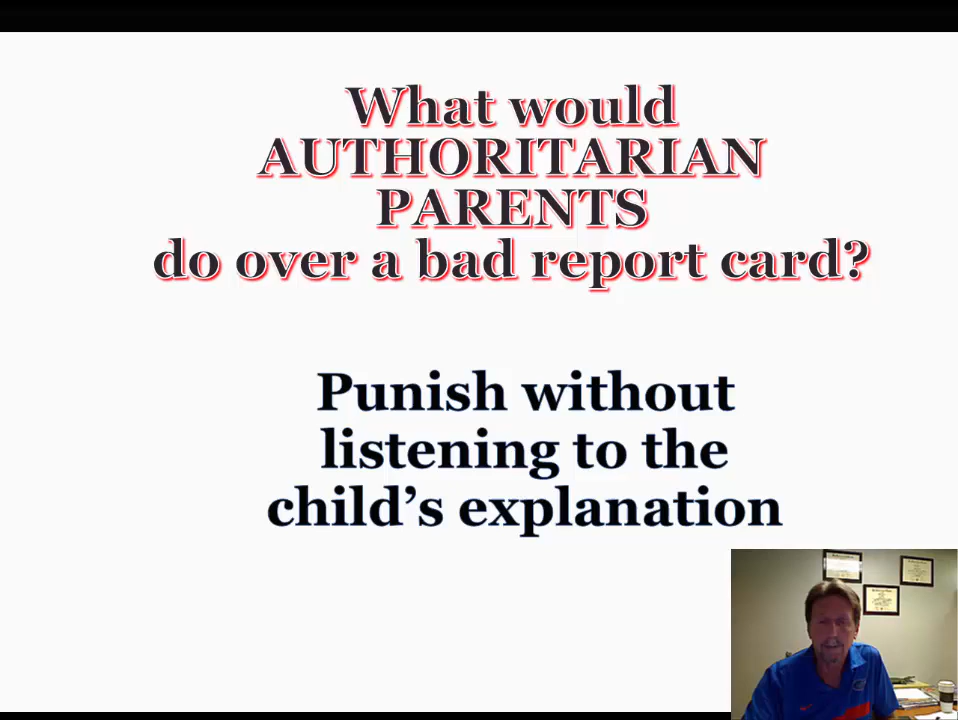 What would
AUTHORITARIAN
PARENTS
do over a bad report card?
Punish without
listening to the
child’s explanation